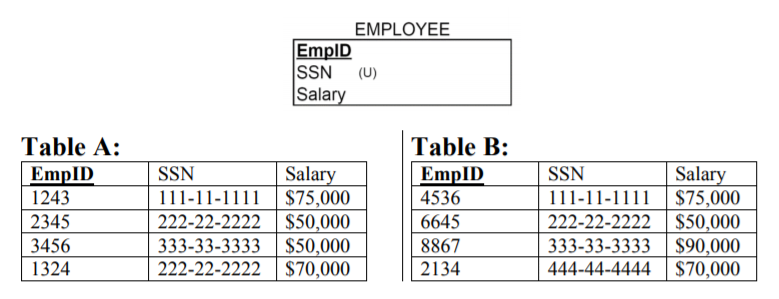 EMPLOYEE
EmpID
SSN (U)
Salary
Table A:
EmpID SSN Salary
1243 111-11-1111 $75,000
2345 222-22-2222 $50,000
3456 333-33-3333 $50,000
1324 222-22-2222 $70,000
Table B:
EmpID SSN Salary
4536 111-11-1111 $75,000
6645 222-22-2222 $50,000
8867 333-33-3333 $90,000
2134 444-44-4444 $70,000